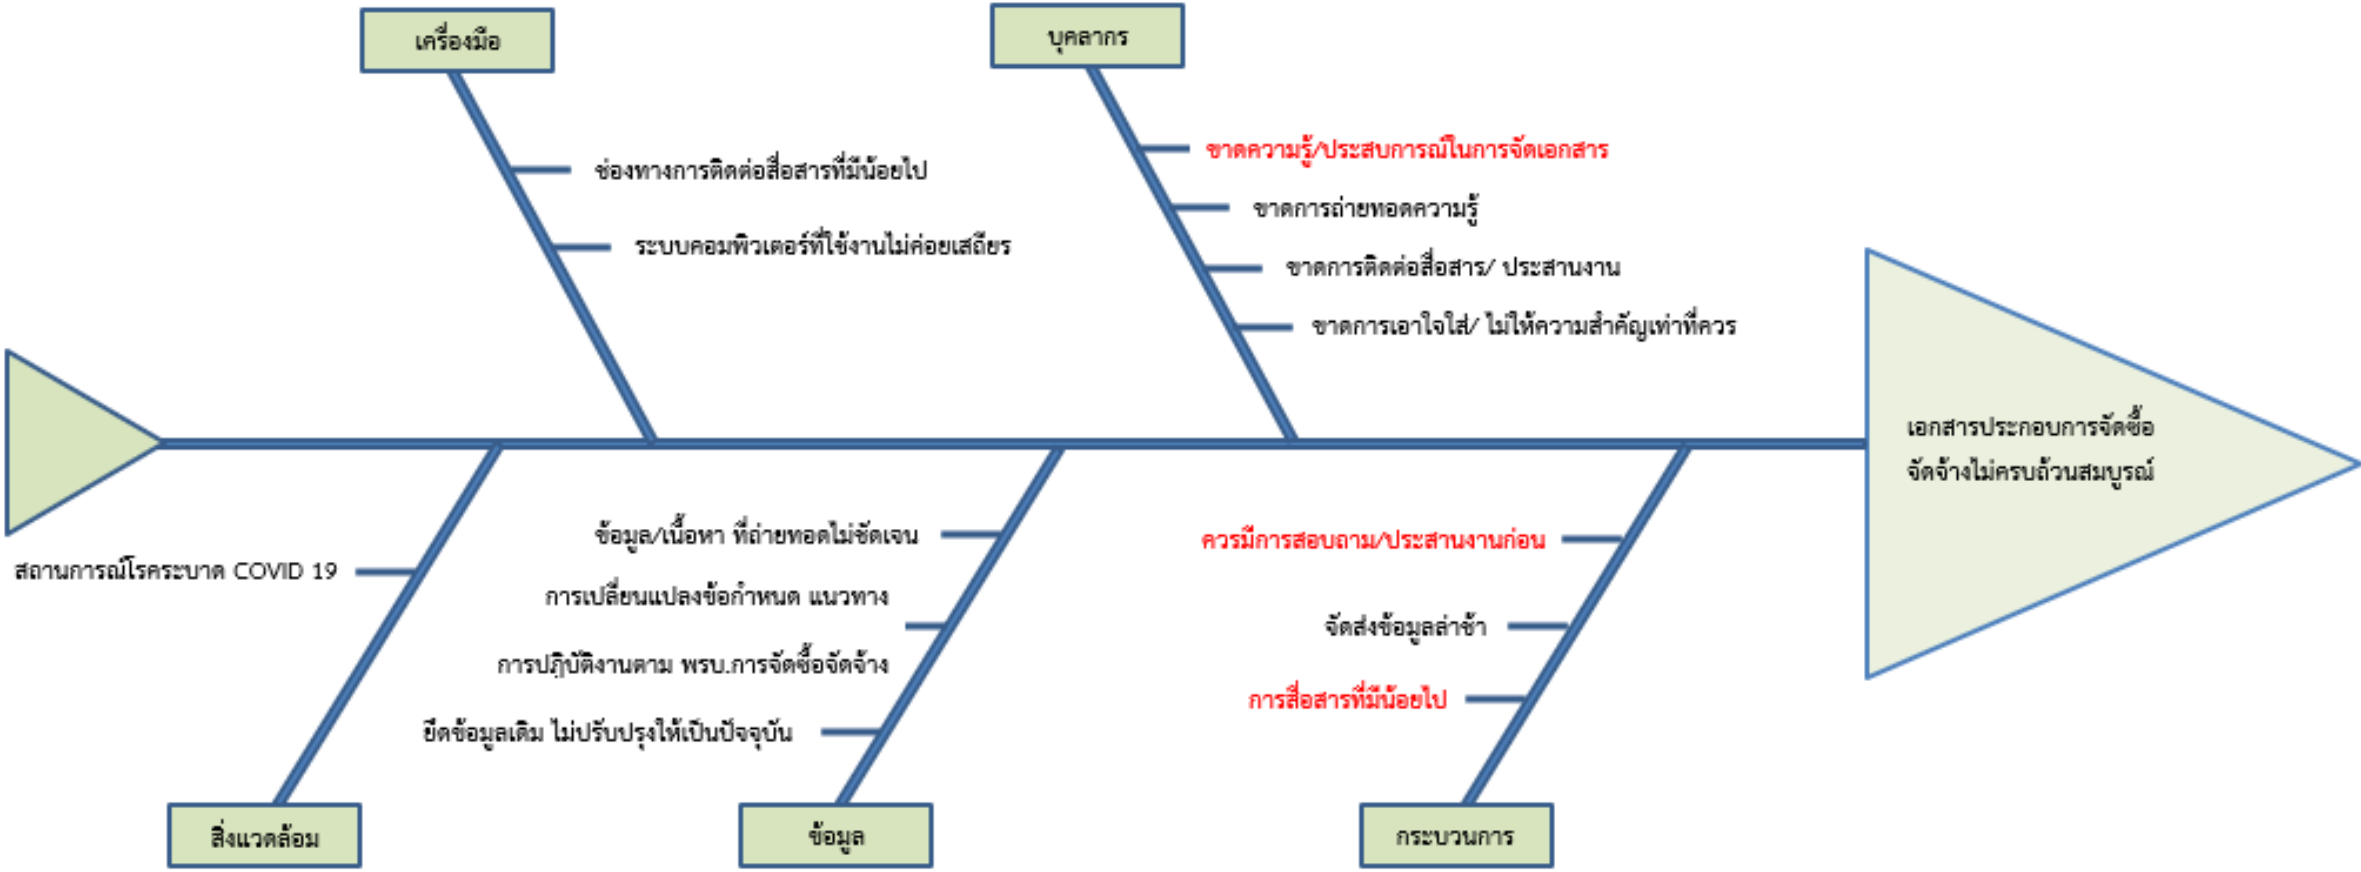 เครื่องมือ
บุคลากร
ช่องทางการติดต่อสื่อสารที่มีน้อยไป
ระบบคอมพิวเตอร์ที่ใช้งานไม่ค่อยเสถียร
ขาดความรู้/ประสบการณ์ในการจัดเอกสาร
ขาดการถ่ายทอดความรู้
ขาดการติดต่อสื่อสาร/ ประสานงาน
ขาดการเอาใจใส่/ ไม่ให้ความสำคัญเท่าที่ควร
เอกสารประกอบการจัดซื้อ
จัดจ้างไม่ครบถ้วนสมบูรณ์
สถานการณ์โรคระบาด COVID 19
ข้อมูล/เนื้อหา ที่ถ่ายทอดไม่ชัดเจน
การเปลี่ยนแปลงข้อกำหนด แนวทาง
การปฏิบัติงานตาม พรบ.การจัดซื้อจัดจ้าง
ยึดข้อมูลเดิม ไม่ปรับปรุงให้เป็นปัจจุบัน
ควรมีการสอบถาม/ประสานงานก่อน
จัดส่งข้อมูลล่าช้า
การสื่อสารที่มีน้อยไป
สิ่งแวดล้อม
ข้อมูล
กระบวนการ